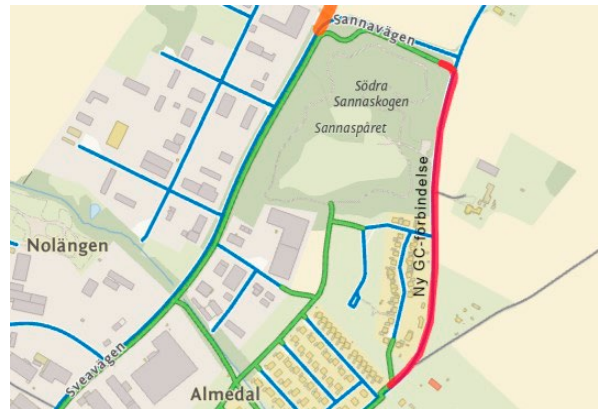 Sannavägen
Södra
Sannaskogen
Sannaspåret
Ny GC-förbindelse
Nolängen
Sveavägen
Almedal